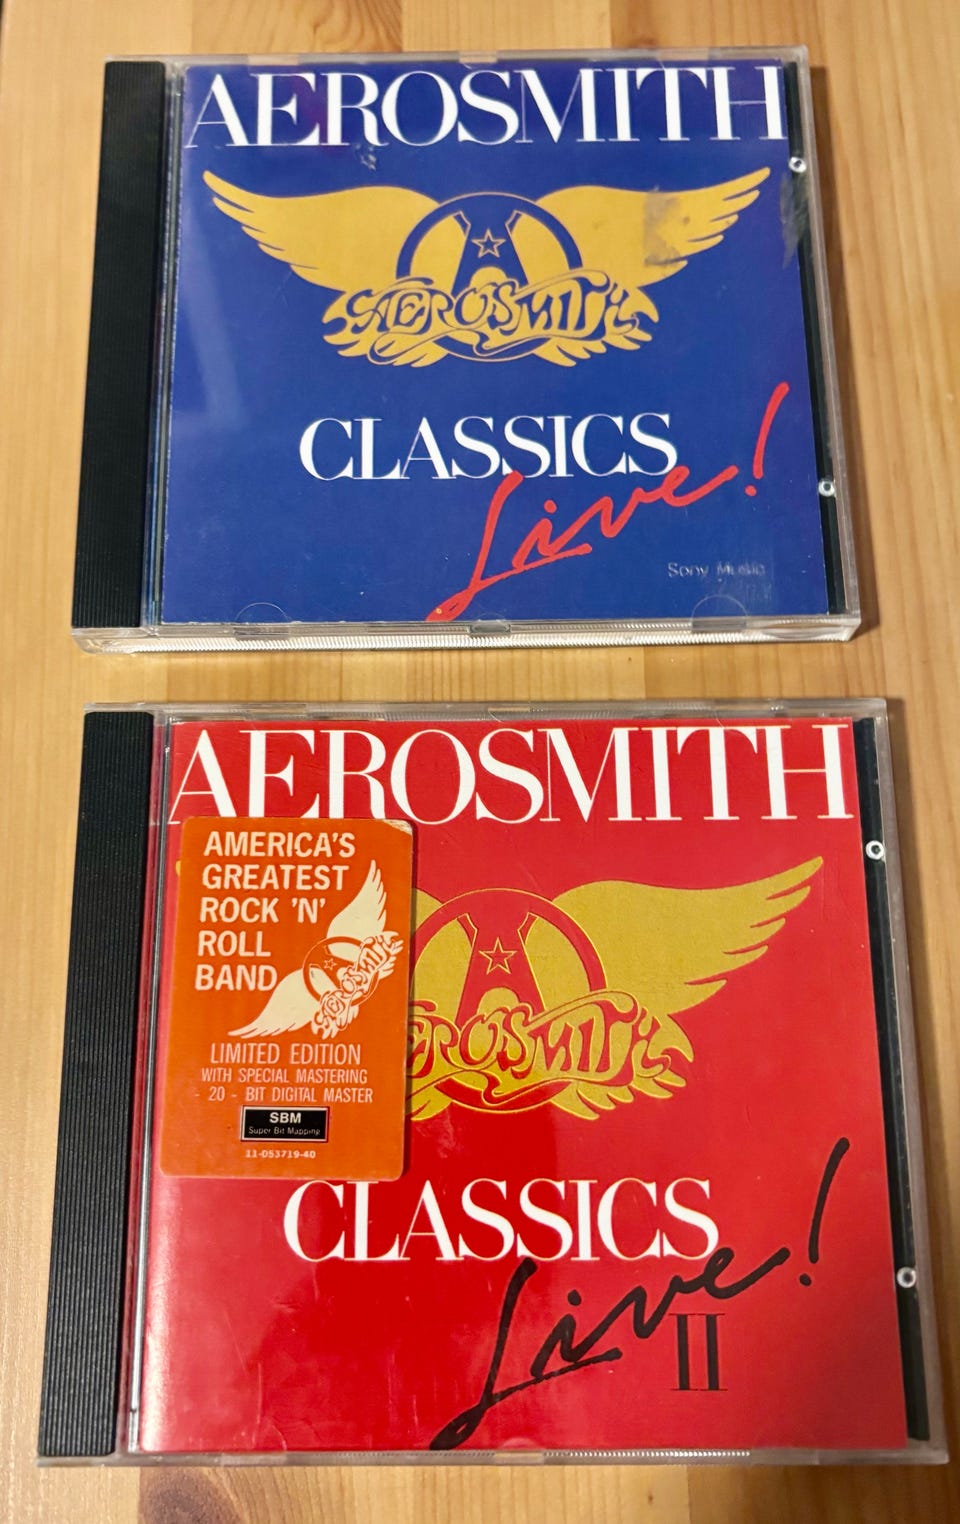 AEROSMITH
AEROSMITH
CLASSICS
Live!
Sony Music
AEROSMITH
AMERICA'S
GREATEST
ROCK 'N'
ROLL
BAND
AEROSMITH
LIMITED EDITION
WITH SPECIAL MASTERING
- 20 - BIT DIGITAL MASTER
SBM
Super Bit Mapping
11-053719-40
EROSMITH
CLASSICS
Live!
II